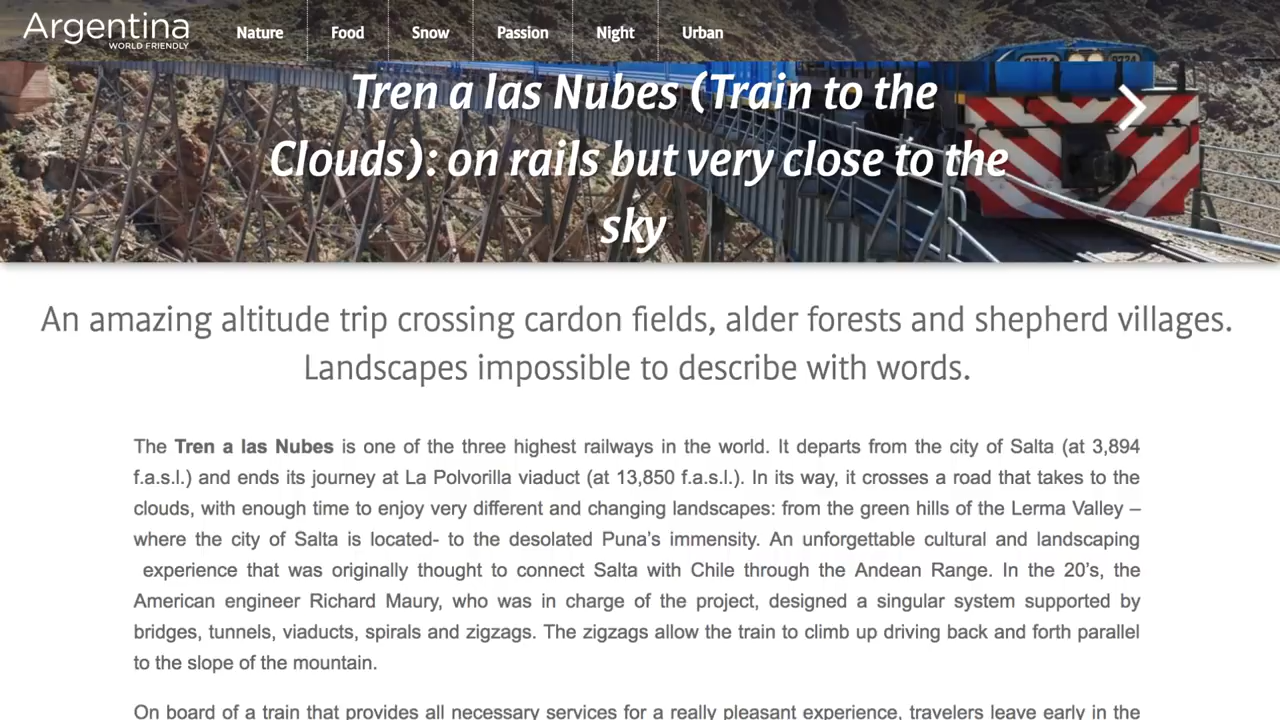 Argentina
WORLD FRIENDLY
Nature
Food
Snow
Passion
Night
Urban
Tren a las Nubes (Train to the
Clouds): on rails but very close to the
sky
An amazing altitude trip crossing cardon fields, alder forests and shepherd villages.
Landscapes impossible to describe with words.
The Tren a las Nubes is one of the three highest railways in the world. It departs from the city of Salta (at 3,894
f.a.s.l.) and ends its journey at La Polvorilla viaduct (at 13,850 f.a.s.l.). In its way, it crosses a road that takes to the
clouds, with enough time to enjoy very different and changing landscapes: from the green hills of the Lerma Valley –
where the city of Salta is located- to the desolated Puna’s immensity. An unforgettable cultural and landscaping
experience that was originally thought to connect Salta with Chile through the Andean Range. In the 20’s, the
American engineer Richard Maury, who was in charge of the project, designed a singular system supported by
bridges, tunnels, viaducts, spirals and zigzags. The zigzags allow the train to climb up driving back and forth parallel
to the slope of the mountain.
On board of a train that provides all necessary services for a really pleasant experience, travelers leave early in the